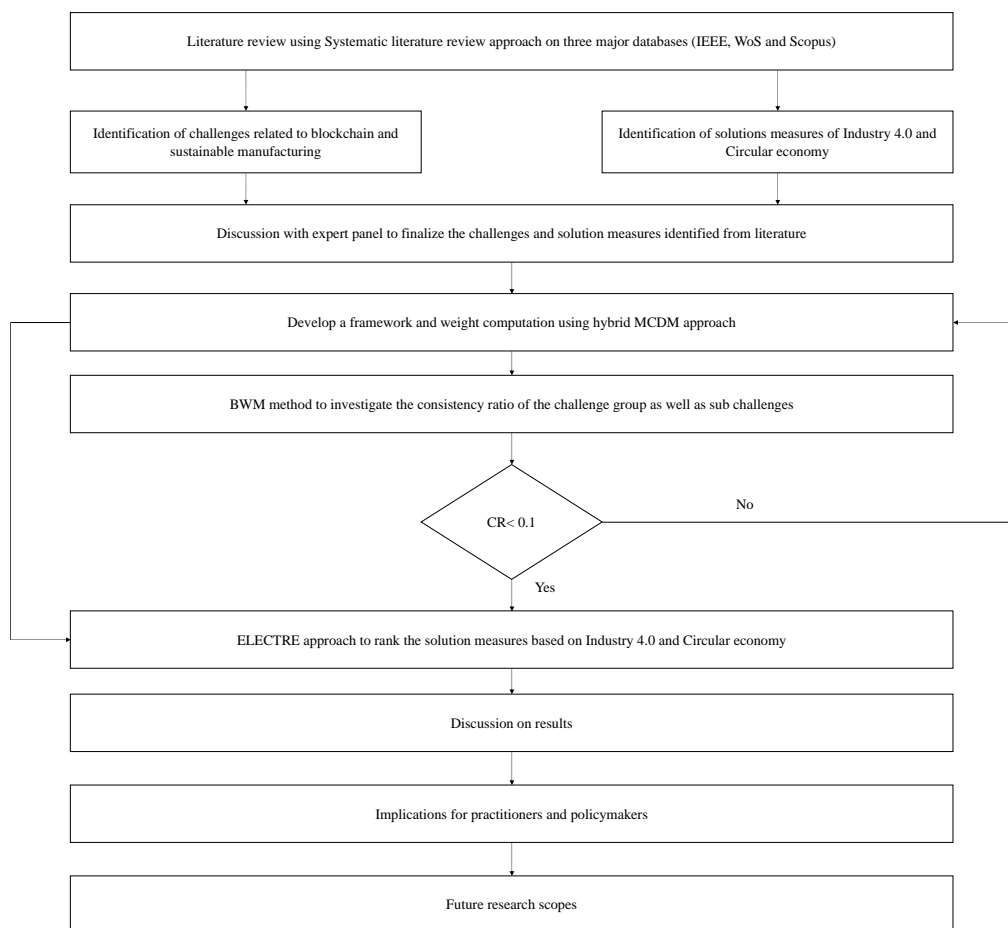 Literature review using Systematic literature review approach on three major databases (IEEE, WoS and Scopus)
Identification of challenges related to blockchain and
sustainable manufacturing
Identification of solutions measures of Industry 4.0 and
Circular economy
Discussion with expert panel to finalize the challenges and solution measures identified from literature
Develop a framework and weight computation using hybrid MCDM approach
BWM method to investigate the consistency ratio of the challenge group as well as sub challenges
CR< 0.1
No
Yes
ELECTRE approach to rank the solution measures based on Industry 4.0 and Circular economy
Discussion on results
Implications for practitioners and policymakers
Future research scopes